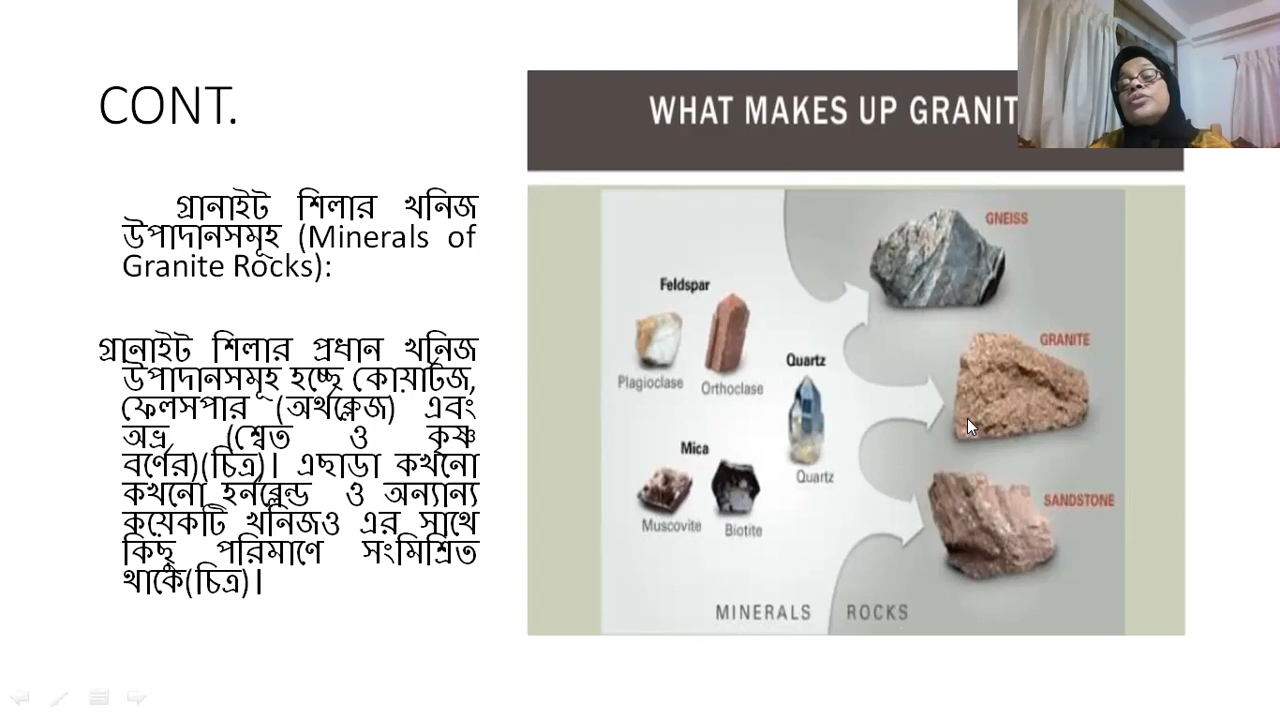 CONT.
গ্রানাইট শিলার খনিজ
উপাদানসমূহ (Minerals of
Granite Rocks):
গ্রানাইট শিলার প্রধান খনিজ
উপাদানসমূহ হচ্ছে কোয়ার্টজ,
ফেলসপার (অর্থক্লেজ) এবং
অভ্র (শ্বেত ও কৃষ্ণ
বর্ণের)(চিত্র)। এছাড়া কখনো
কখনো হর্নব্লেন্ড ও অন্যান্য
কয়েকটি খনিজও এর সাথে
কিছু পরিমাণে সংমিশ্রিত
থাকে(চিত্র)।
WHAT MAKES UP GRANIT
GNEISS
Feldspar
Plagioclase Orthoclase
Quartz
Quartz
GRANITE
Mica
Muscovite Biotite
SANDSTONE
MINERALS ROCKS